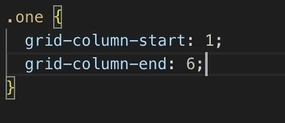 .one {
  grid-column-start: 1;
  grid-column-end: 6;
}